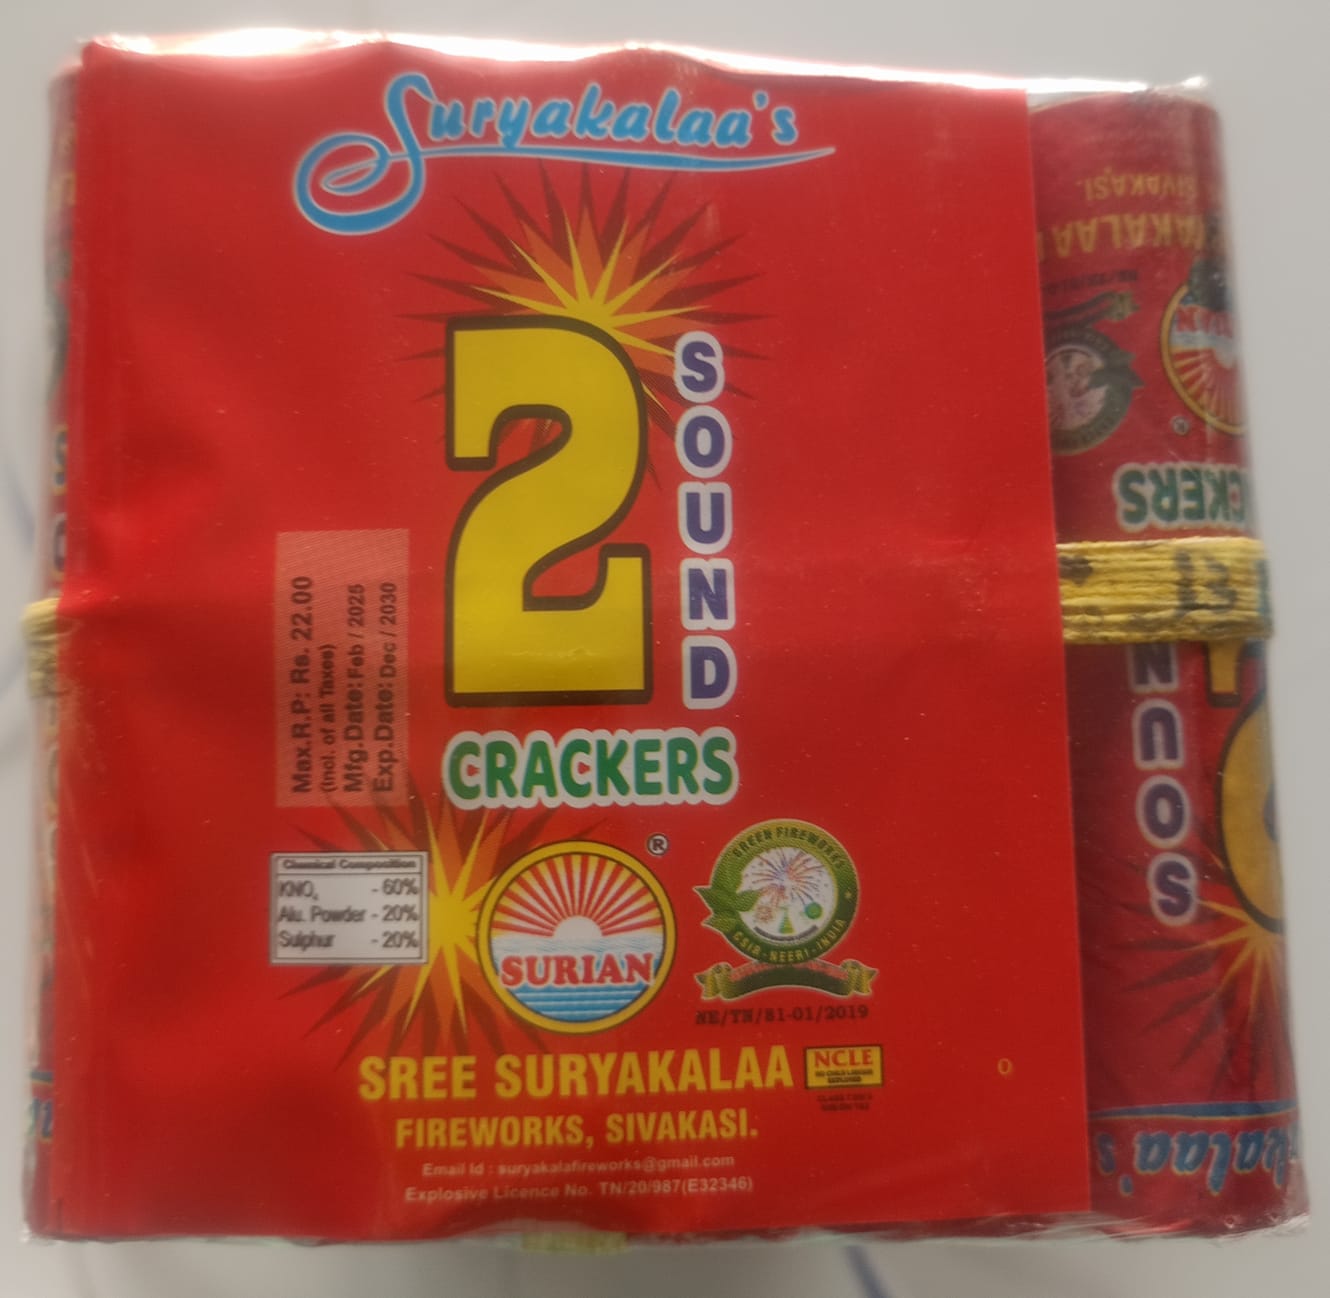 Suryakalaa's
2
SOUND
CRACKERS
Max.R.P: Rs. 22.00
(Incl. of all Taxes)
Mfg.Date: Feb / 2025
Exp.Date: Dec / 2030
Chemical Composition
KNO₃ - 60%
Alu. Powder - 20%
Sulphur - 20%
SURIAN
®
GREEN FIREWORKS
CSIR-NEERI-INDIA
NE/TN/81-01/2019
SREE SURYAKALAA
NCLE
FIREWORKS, SIVAKASI.
Email Id : suryakalafireworks@gmail.com
Explosive Licence No. TN/20/987(E32346)
SIVAKASI.
AKALAA
CKERS
SOUN
kalaa's